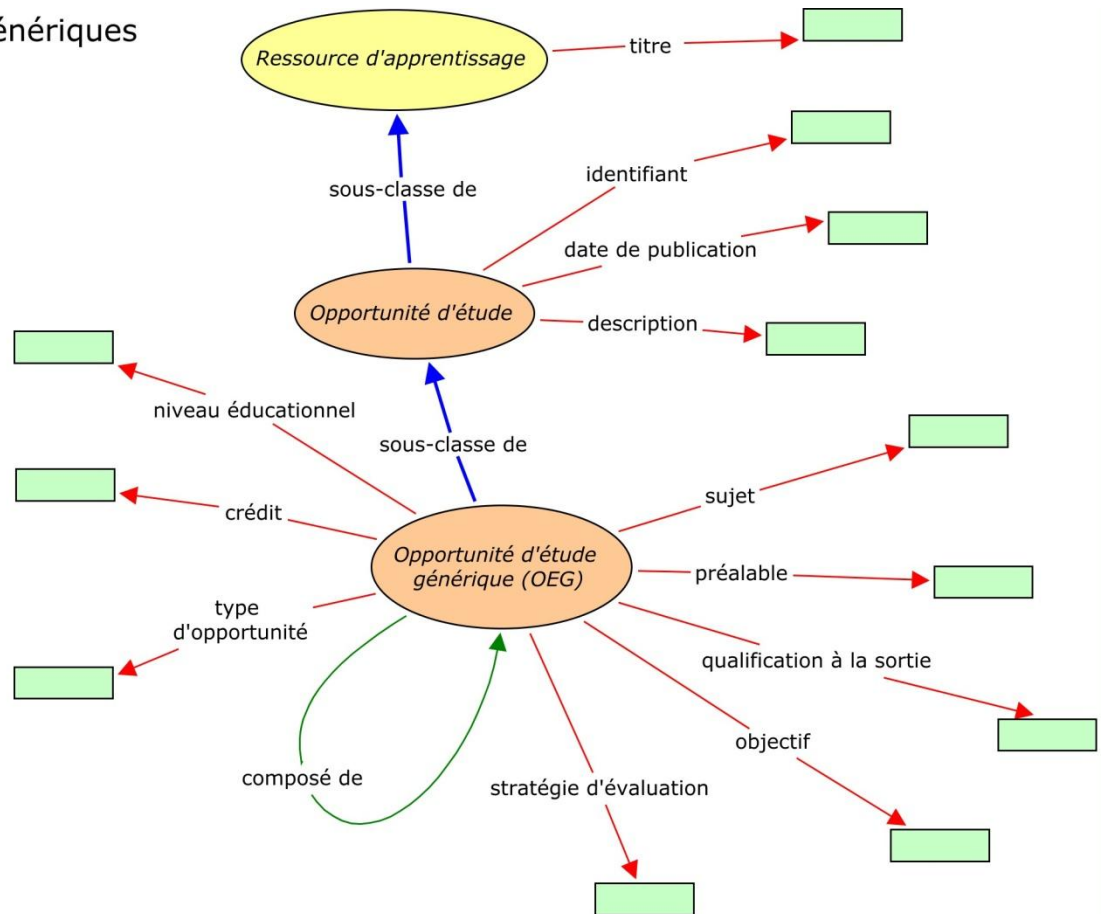 énériques
Ressource d'apprentissage
titre
identifiant
sous-classe de
date de publication
Opportunité d'étude
description
niveau éducationnel
sous-classe de
sujet
crédit
Opportunité d'étude
générique (OEG)
préalable
type
d'opportunité
qualification à la sortie
objectif
composé de
stratégie d'évaluation